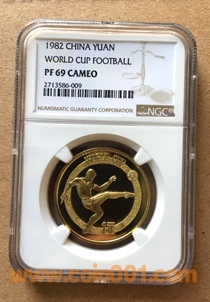 1982 CHINA YUAN
WORLD CUP FOOTBALL
PF 69 CAMEO
2713586-009
NUMISMATIC GUARANTY CORPORATION
NGC
www.coin001.com